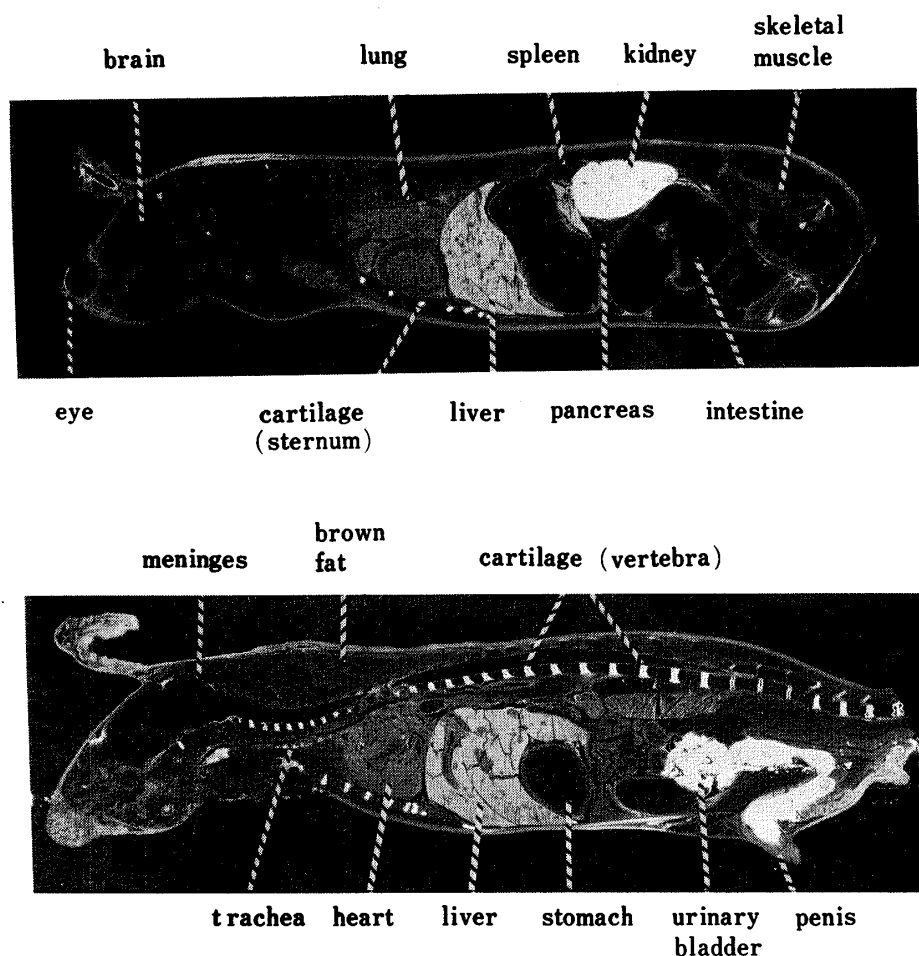 brain lung spleen kidney skeletal
muscle
eye cartilage liver pancreas intestine
(sternum)
meninges brown
fat cartilage (vertebra)
trachea heart liver stomach urinary penis
bladder